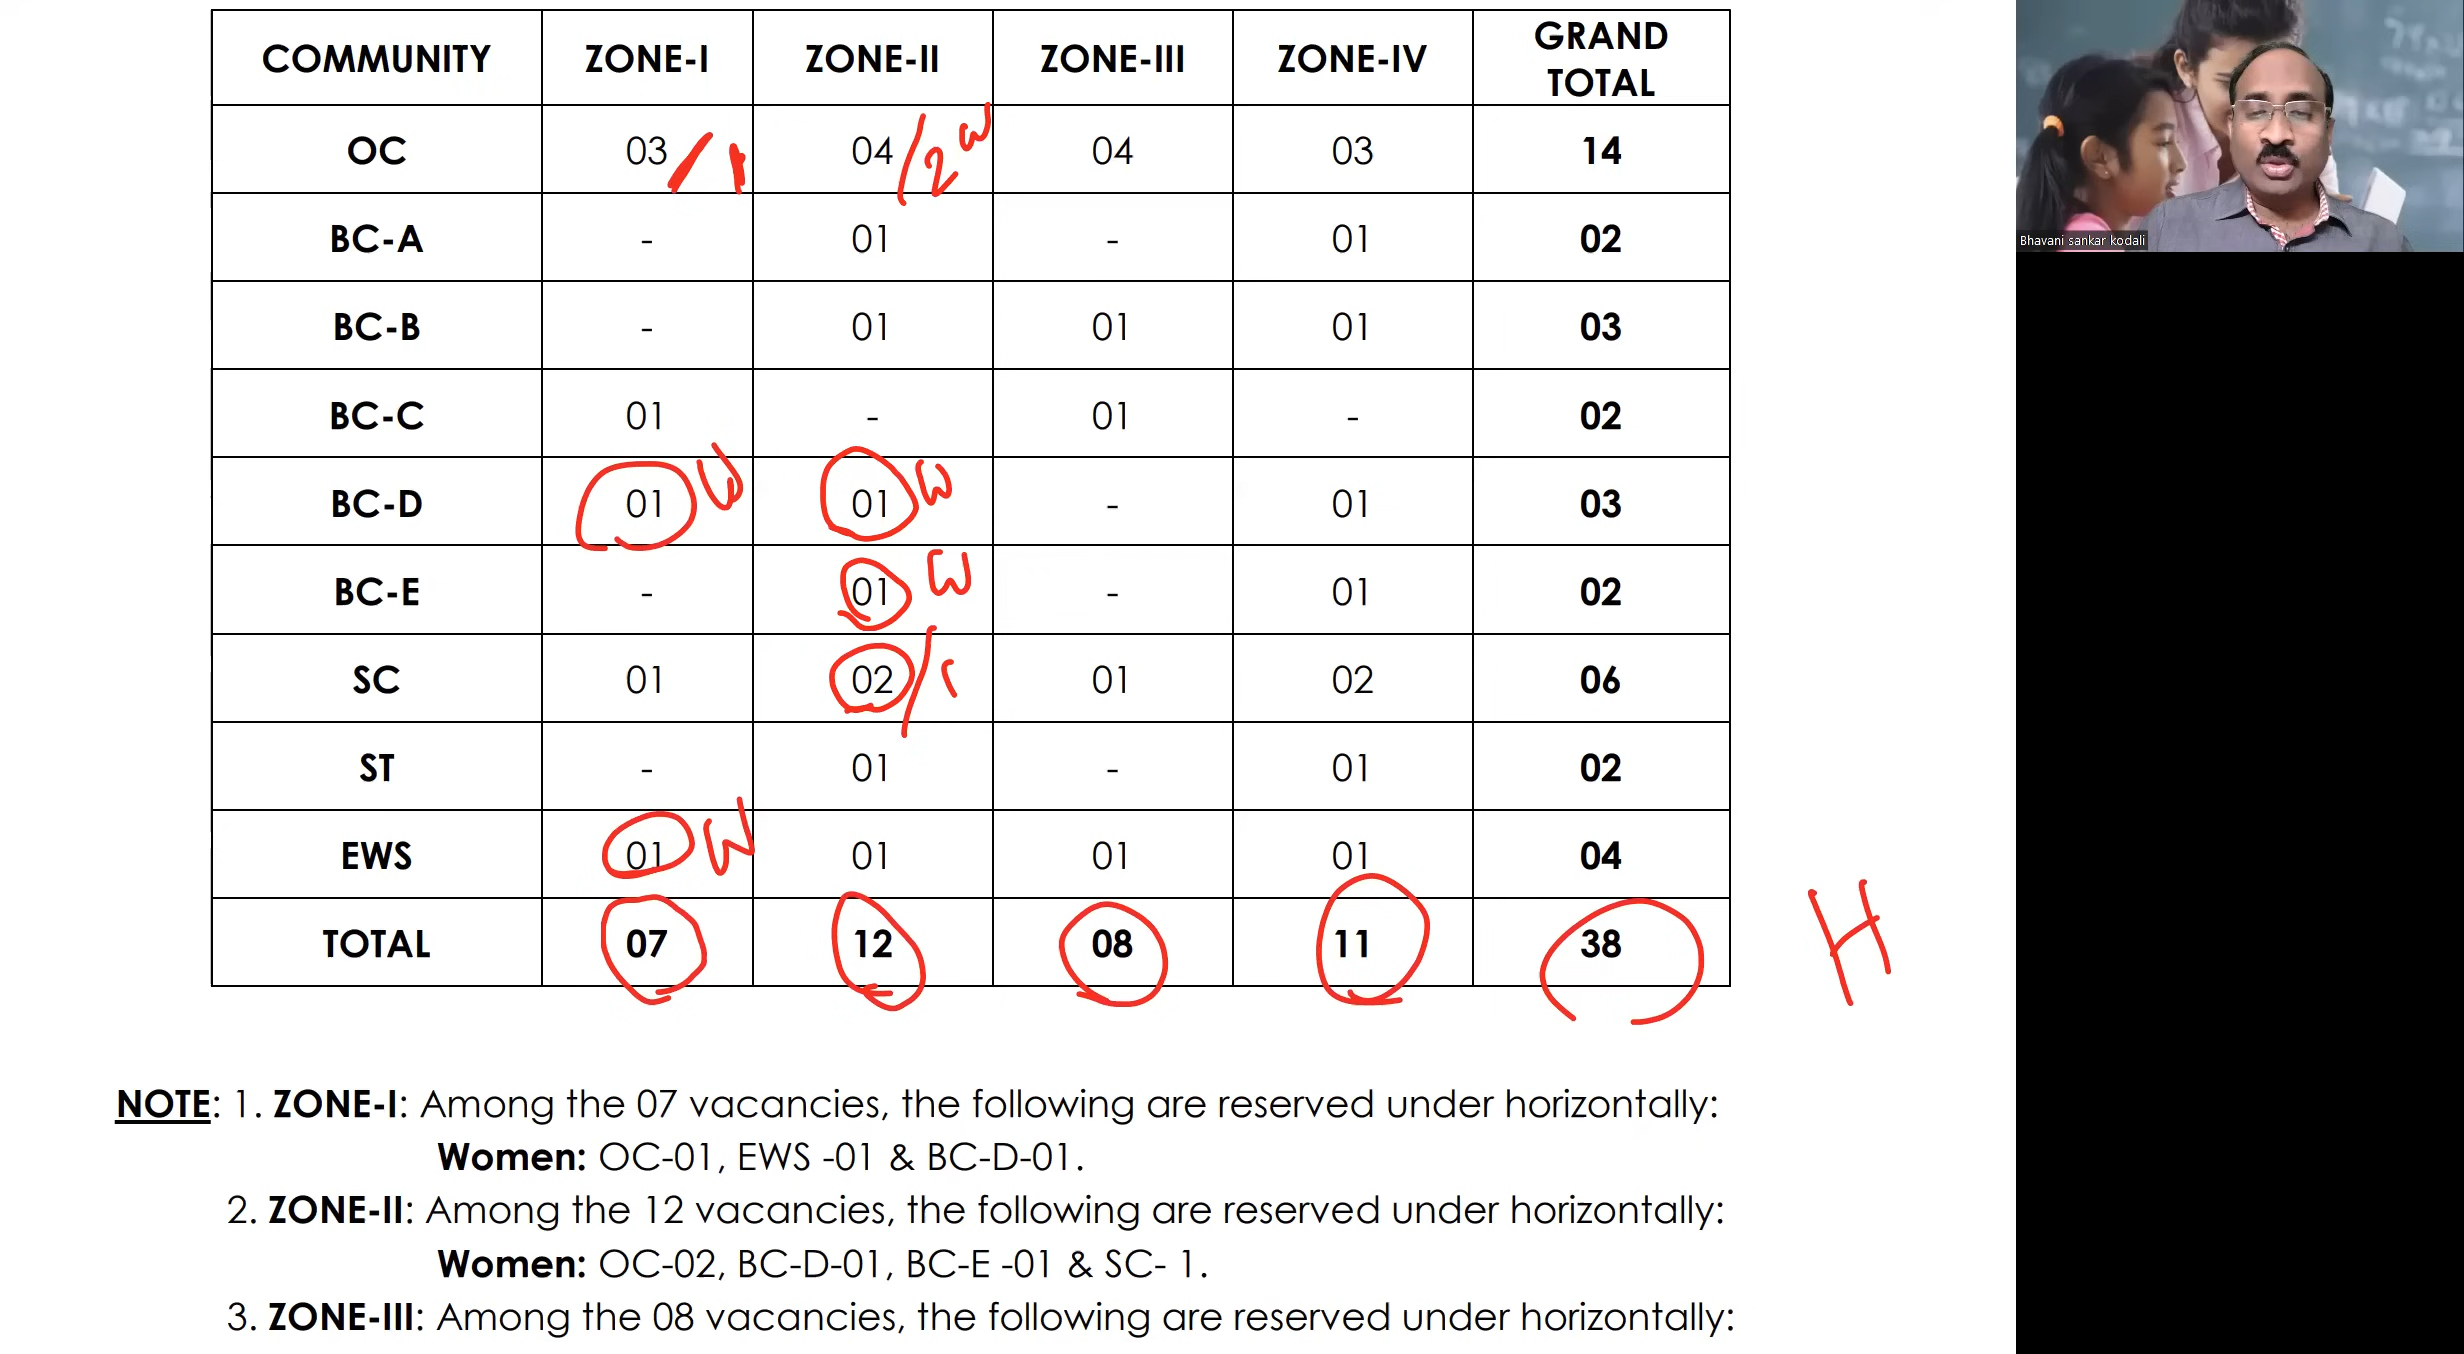 COMMUNITY ZONE-I ZONE-II ZONE-III ZONE-IV GRAND TOTAL
OC 03 / 1 04 / 2 W 04 03 14
BC-A - 01 - 01 02
BC-B - 01 01 01 03
BC-C 01 - 01 - 02
BC-D 01 W 01 W - 01 03
BC-E - 01 W - 01 02
SC 01 02 / 1 01 02 06
ST - 01 - 01 02
EWS 01 W 01 01 01 04
TOTAL 07 12 08 11 38 H
NOTE: 1. ZONE-I: Among the 07 vacancies, the following are reserved under horizontally:
Women: OC-01, EWS -01 & BC-D-01.
2. ZONE-II: Among the 12 vacancies, the following are reserved under horizontally:
Women: OC-02, BC-D-01, BC-E -01 & SC- 1.
3. ZONE-III: Among the 08 vacancies, the following are reserved under horizontally:
Bhavani sankar kodali